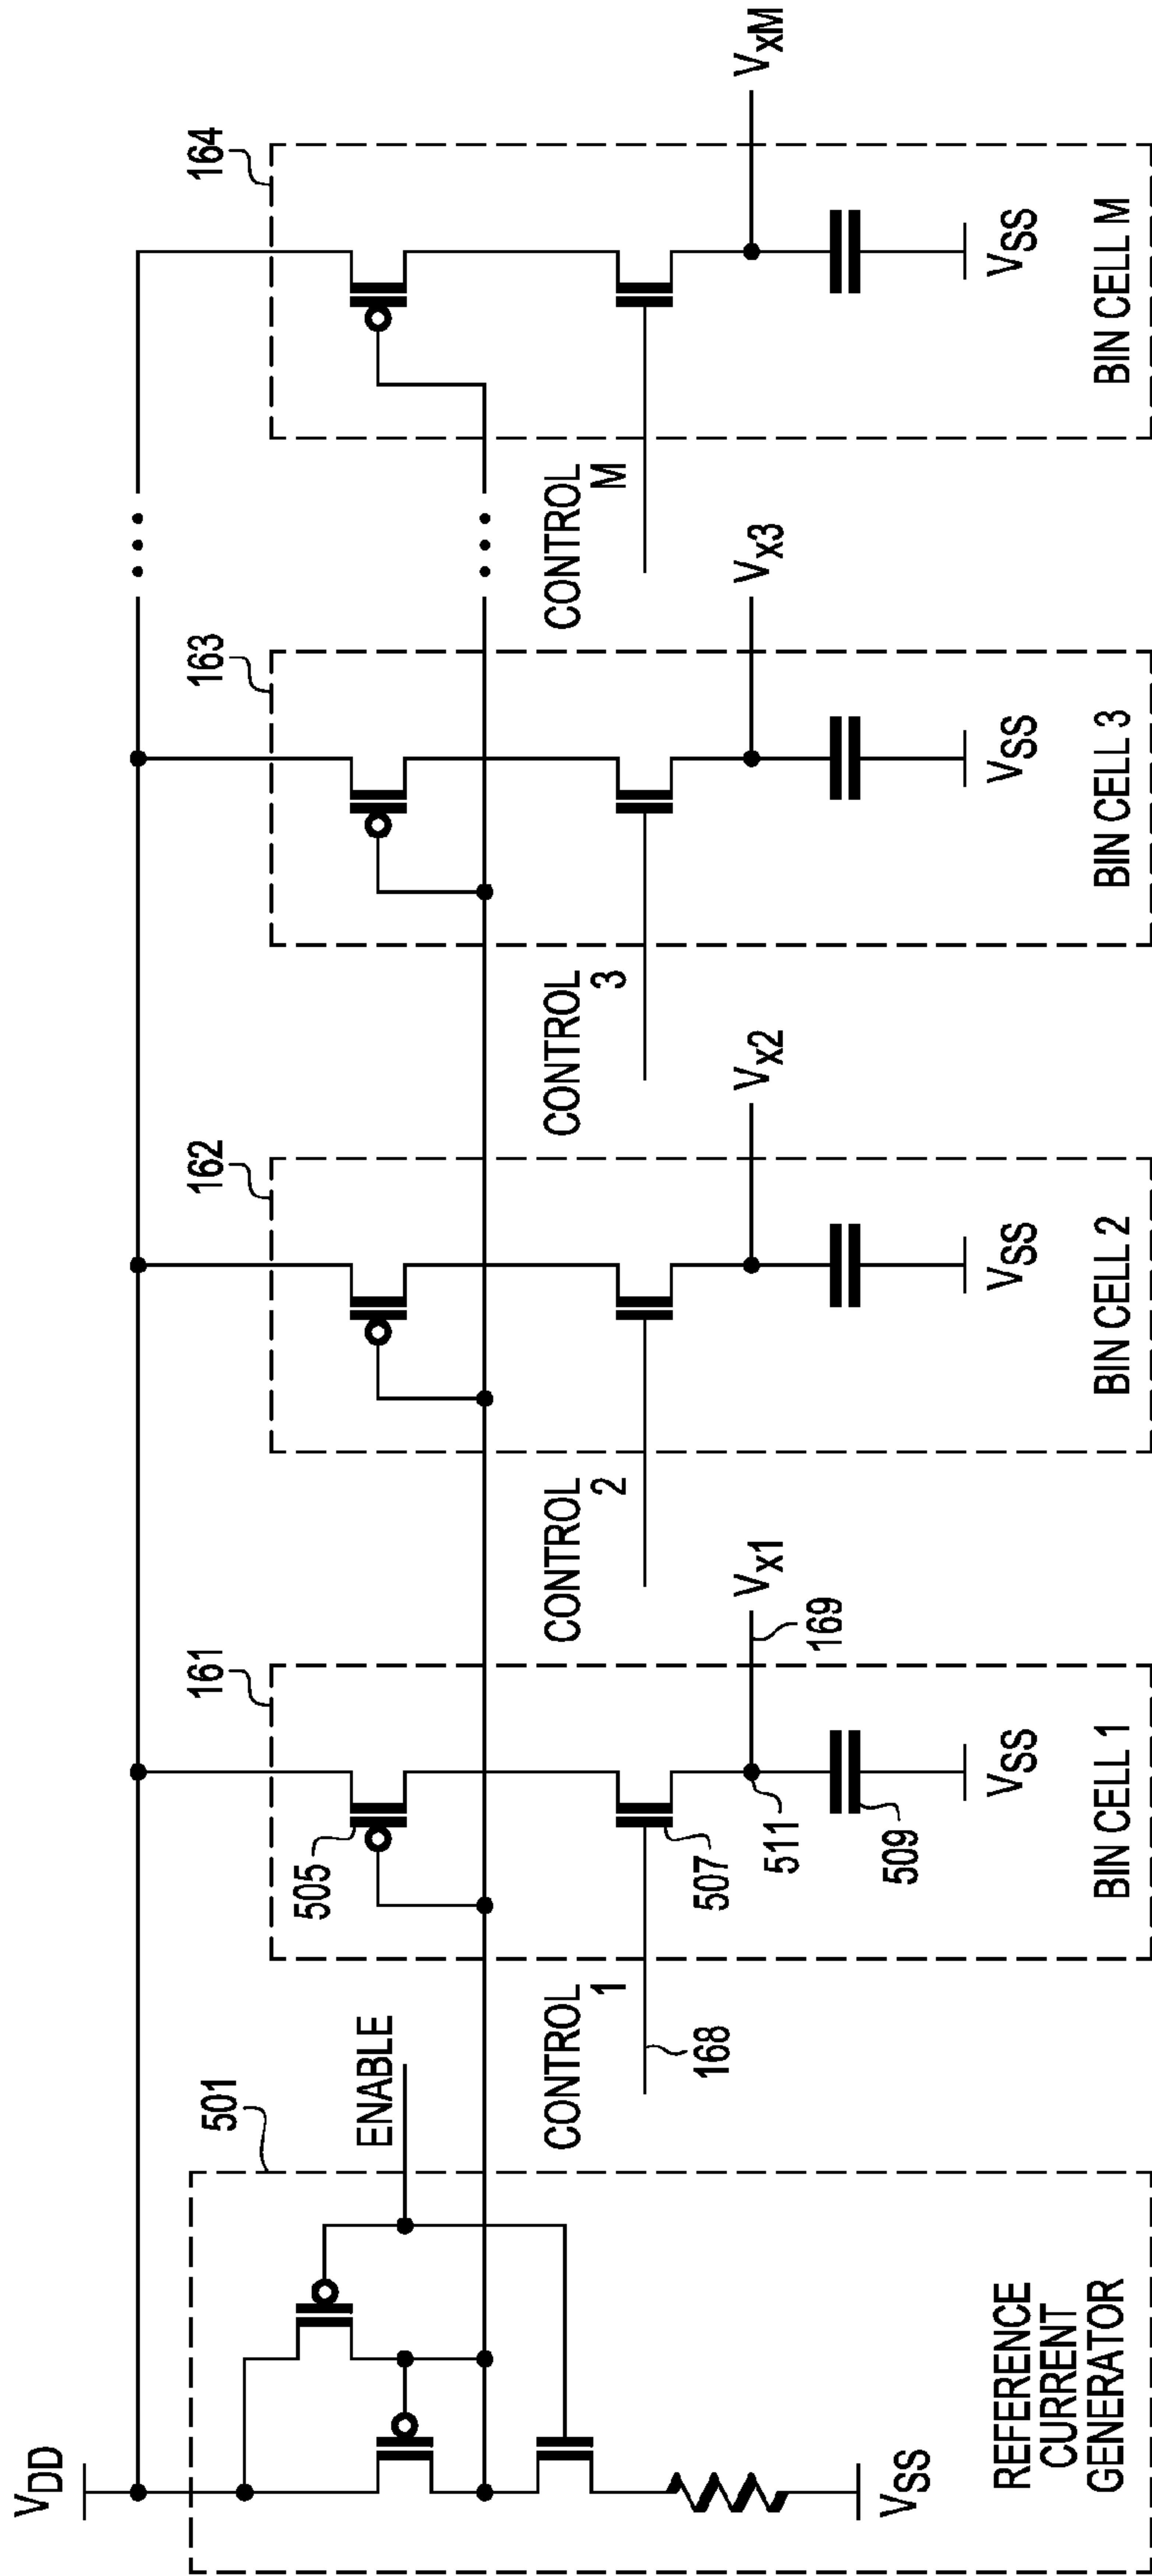 VDD
501
ENABLE
REFERENCE
CURRENT
GENERATOR
VSS
161
505
CONTROL
1
168
507
511
509
169
Vx1
VSS
BIN CELL 1
162
CONTROL
2
Vx2
VSS
BIN CELL 2
163
CONTROL
3
Vx3
VSS
BIN CELL 3
164
CONTROL
M
VxM
VSS
BIN CELL M